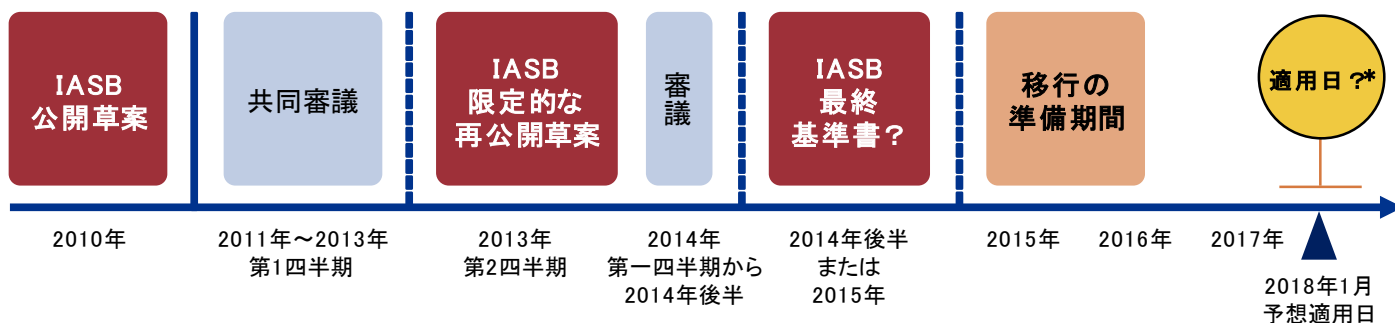 IASB
公開草案
共同審議
IASB
限定的な
再公開草案
審
議
IASB
最終
基準書？
移行の
準備期間
適用日？*
2010年
2011年～2013年
第1四半期
2013年
第2四半期
2014年
第一四半期から
2014年後半
2014年後半
または
2015年
2015年
2016年
2017年
2018年1月
予想適用日